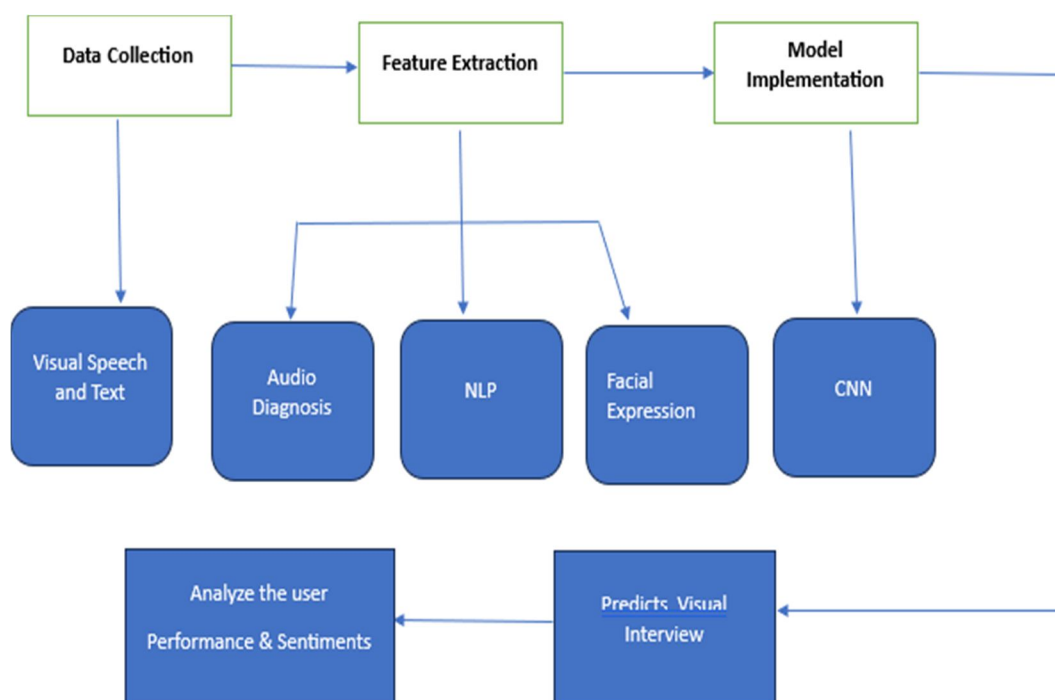 Data Collection
Feature Extraction
Model
Implementation
Visual Speech
and Text
Audio
Diagnosis
NLP
Facial
Expression
CNN
Analyze the user
Performance & Sentiments
Predicts Visual
Interview